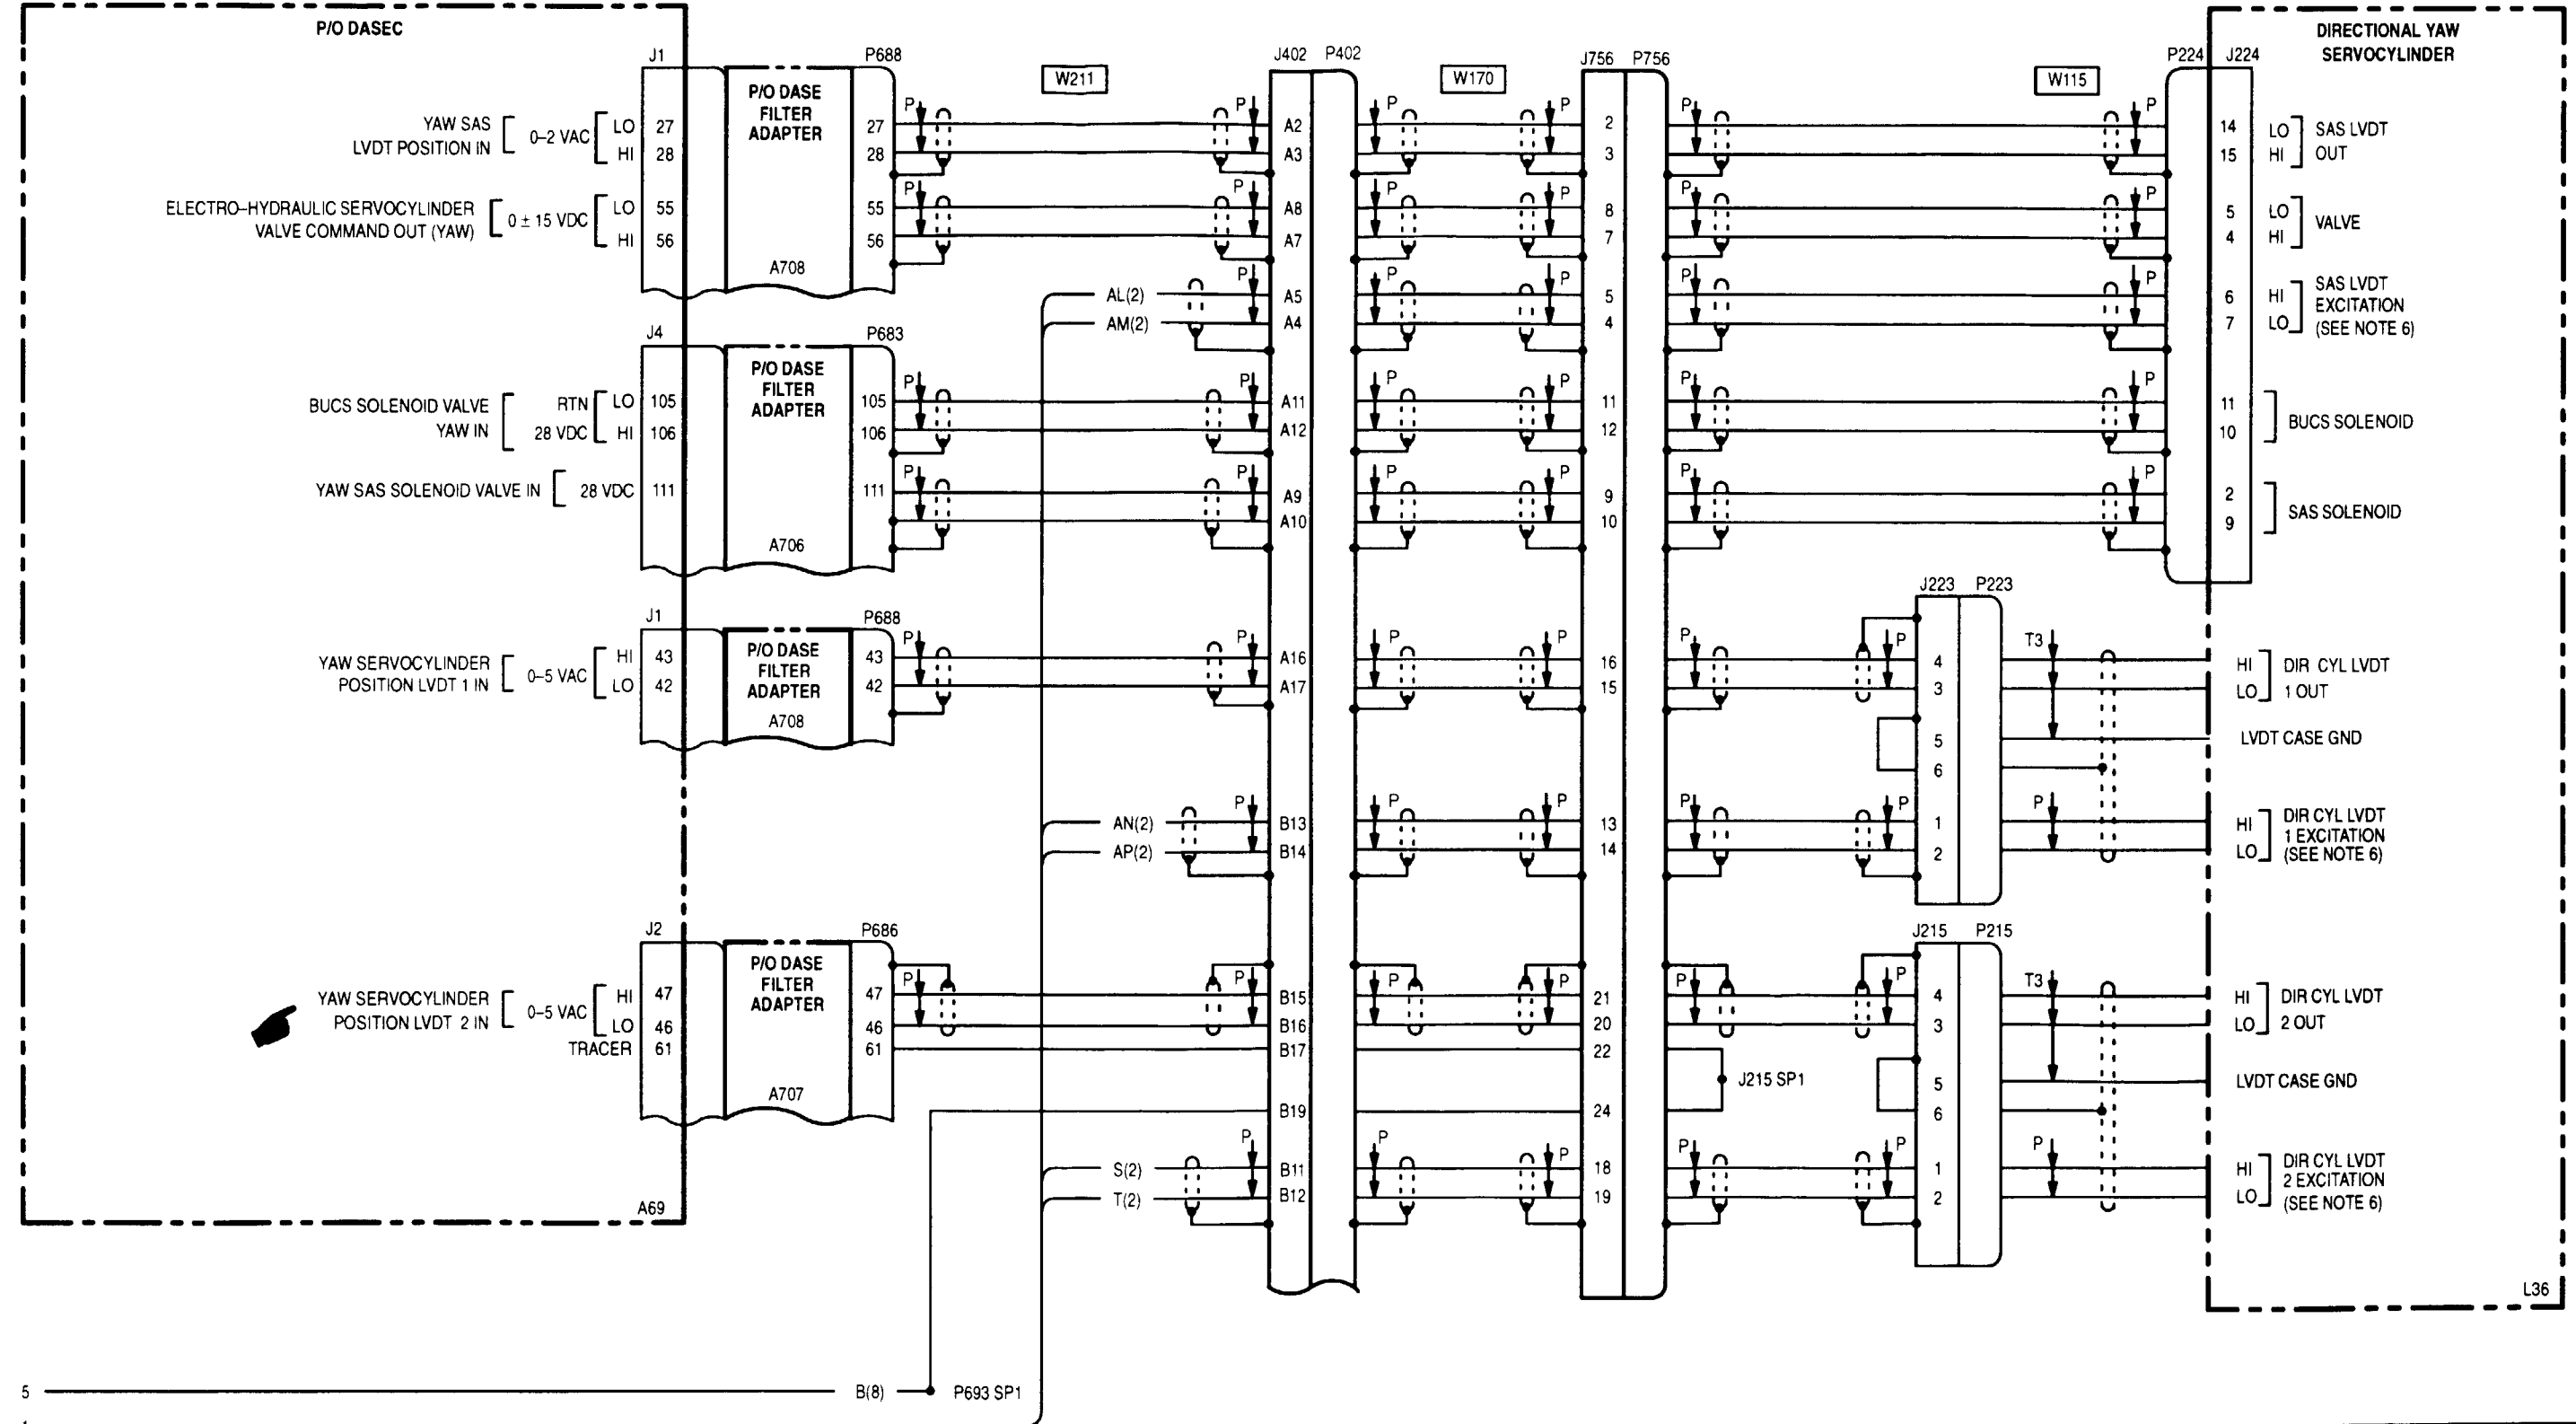 P/O DASEC
DIRECTIONAL YAW
SERVOCYLINDER
J1 P688 J402 P402 J756 P756 P224 J224
W211 W170 W115
P/O DASE
FILTER
ADAPTER
YAW SAS
LVDT POSITION IN
0–2 VAC
LO 27 27 P P A2 P P 2 P P 14 LO SAS LVDT
HI 28 28 A3 3 15 HI OUT
ELECTRO–HYDRAULIC SERVOCYLINDER
VALVE COMMAND OUT (YAW)
0 ± 15 VDC
LO 55 55 P P A8 P P 8 P P 5 LO VALVE
HI 56 56 A7 7 4 HI
A708
AL(2) P A5 P P 5 P P 6 HI SAS LVDT
EXCITATION
AM(2) A4 4 7 LO (SEE NOTE 6)
J4 P683
P/O DASE
FILTER
ADAPTER
BUCS SOLENOID VALVE
YAW IN
RTN LO 105 105 P P A11 P P 11 P P 11 BUCS SOLENOID
28 VDC HI 106 106 A12 12 10
YAW SAS SOLENOID VALVE IN 28 VDC 111 111 P P A9 P P 9 P P 2 SAS SOLENOID
A10 10 9
A706
J223 P223
J1 P688
P/O DASE
FILTER
ADAPTER
YAW SERVOCYLINDER
POSITION LVDT 1 IN
0–5 VAC
HI 43 43 P P A16 P P 16 P P 4 T3 HI DIR CYL LVDT
LO 42 42 A17 15 3 LO 1 OUT
A708
5 LVDT CASE GND
6
AN(2) P B13 P P 13 P P 1 P HI DIR CYL LVDT
1 EXCITATION
AP(2) B14 14 2 LO (SEE NOTE 6)
J2 P686 J215 P215
P/O DASE
FILTER
ADAPTER
YAW SERVOCYLINDER
POSITION LVDT 2 IN
0–5 VAC
HI 47 47 P P B15 P P 21 P P 4 T3 HI DIR CYL LVDT
LO 46 46 B16 20 3 LO 2 OUT
TRACER 61 61 B17 22
J215 SP1
5 LVDT CASE GND
A707
B19 24 6
S(2) P B11 P P 18 P P 1 P HI DIR CYL LVDT
2 EXCITATION
T(2) B12 19 2 LO (SEE NOTE 6)
A69
L36
5 B(8) P693 SP1